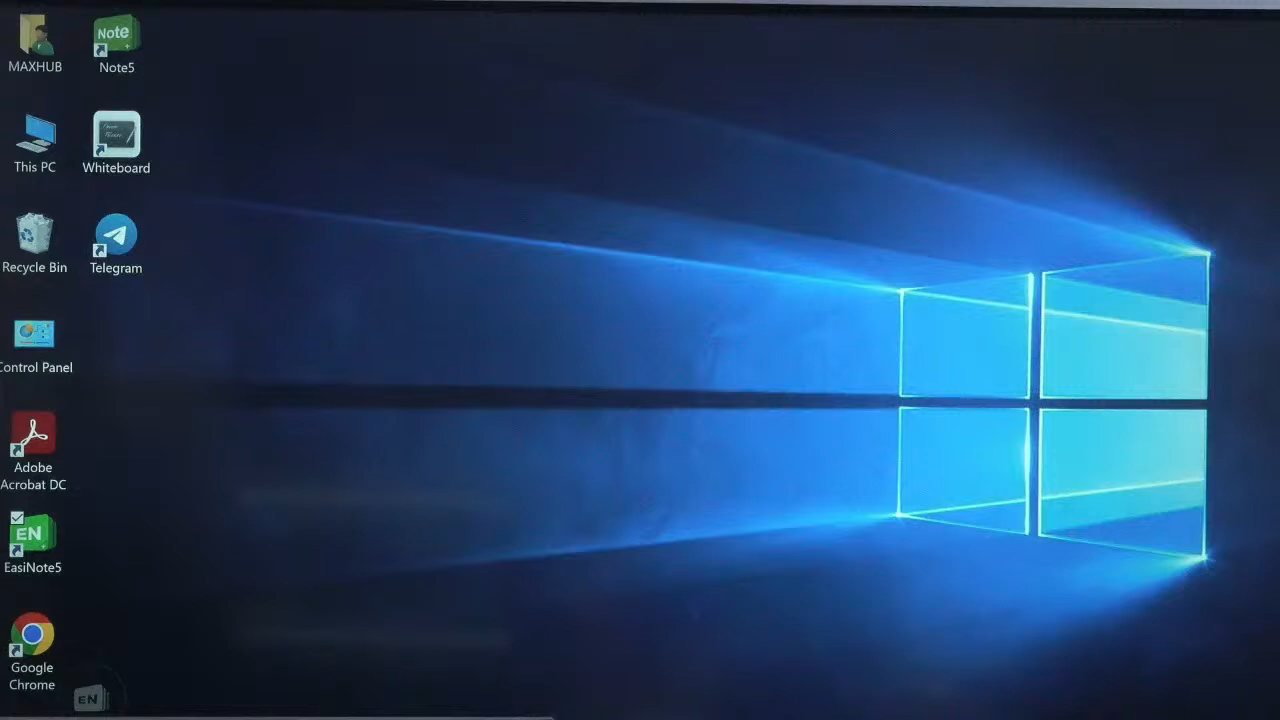 MAXHUB
Note
Note5
This PC
Whiteboard
Recycle Bin
Telegram
Control Panel
Adobe
Acrobat DC
EN
EasiNote5
Google
Chrome
EN